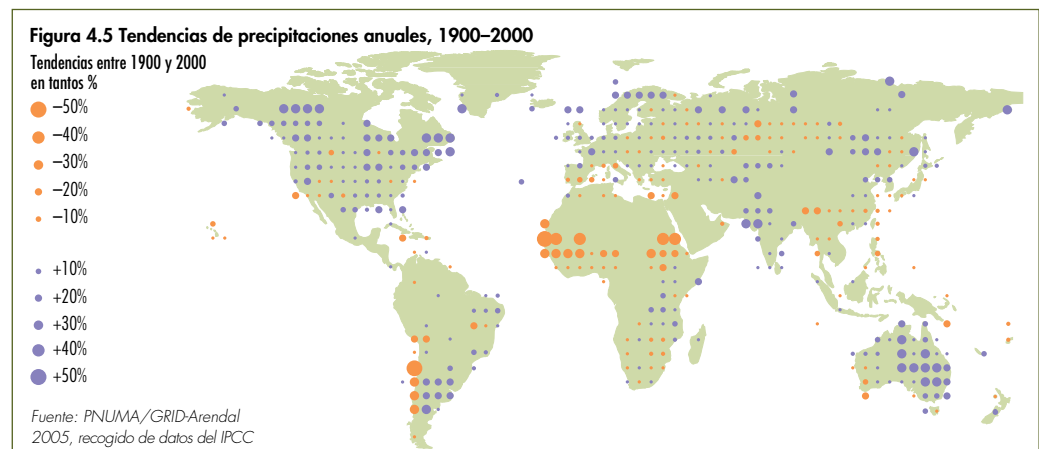 Figura 4.5 Tendencias de precipitaciones anuales, 1900–2000
Tendencias entre 1900 y 2000
en tantos %
–50%
–40%
–30%
–20%
–10%
+10%
+20%
+30%
+40%
+50%
Fuente: PNUMA/GRID-Arendal
2005, recogido de datos del IPCC